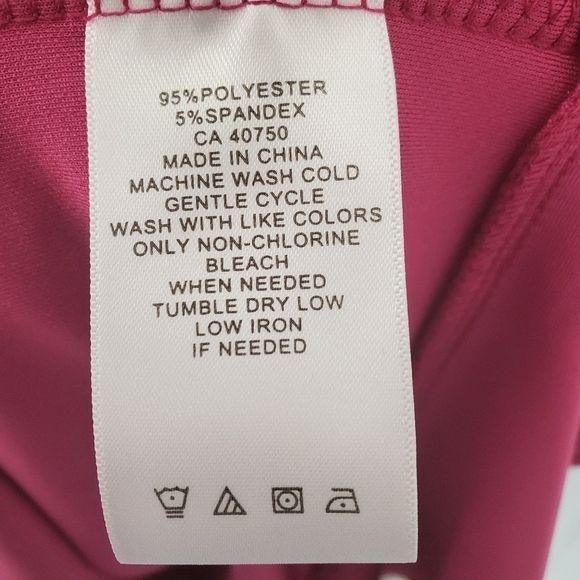 95%POLYESTER
5%SPANDEX
CA 40750
MADE IN CHINA
MACHINE WASH COLD
GENTLE CYCLE
WASH WITH LIKE COLORS
ONLY NON-CHLORINE
BLEACH
WHEN NEEDED
TUMBLE DRY LOW
LOW IRON
IF NEEDED